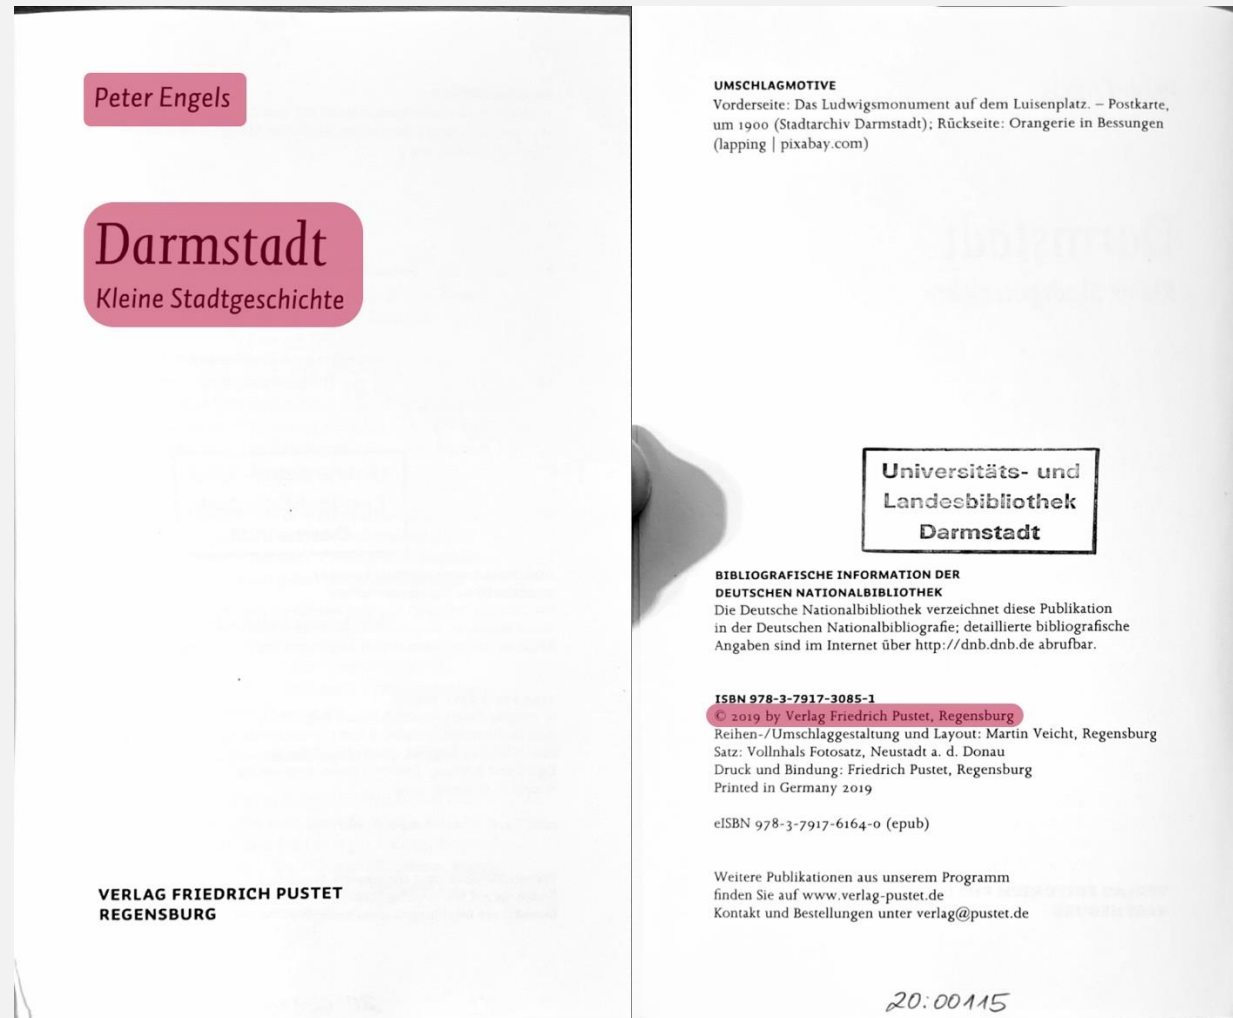 Peter Engels
Darmstadt
Kleine Stadtgeschichte
VERLAG FRIEDRICH PUSTET
REGENSBURG
UMSCHLAGMOTIVE
Vorderseite: Das Ludwigsmonument auf dem Luisenplatz. – Postkarte,
um 1900 (Stadtarchiv Darmstadt); Rückseite: Orangerie in Bessungen
(lapping | pixabay.com)
Universitäts- und
Landesbibliothek
Darmstadt
BIBLIOGRAFISCHE INFORMATION DER
DEUTSCHEN NATIONALBIBLIOTHEK
Die Deutsche Nationalbibliothek verzeichnet diese Publikation
in der Deutschen Nationalbibliografie; detaillierte bibliografische
Angaben sind im Internet über http://dnb.dnb.de abrufbar.
ISBN 978-3-7917-3085-1
© 2019 by Verlag Friedrich Pustet, Regensburg
Reihen-/Umschlaggestaltung und Layout: Martin Veicht, Regensburg
Satz: Vollnhals Fotosatz, Neustadt a. d. Donau
Druck und Bindung: Friedrich Pustet, Regensburg
Printed in Germany 2019
eISBN 978-3-7917-6164-0 (epub)
Weitere Publikationen aus unserem Programm
finden Sie auf www.verlag-pustet.de
Kontakt und Bestellungen unter verlag@pustet.de
20:00115